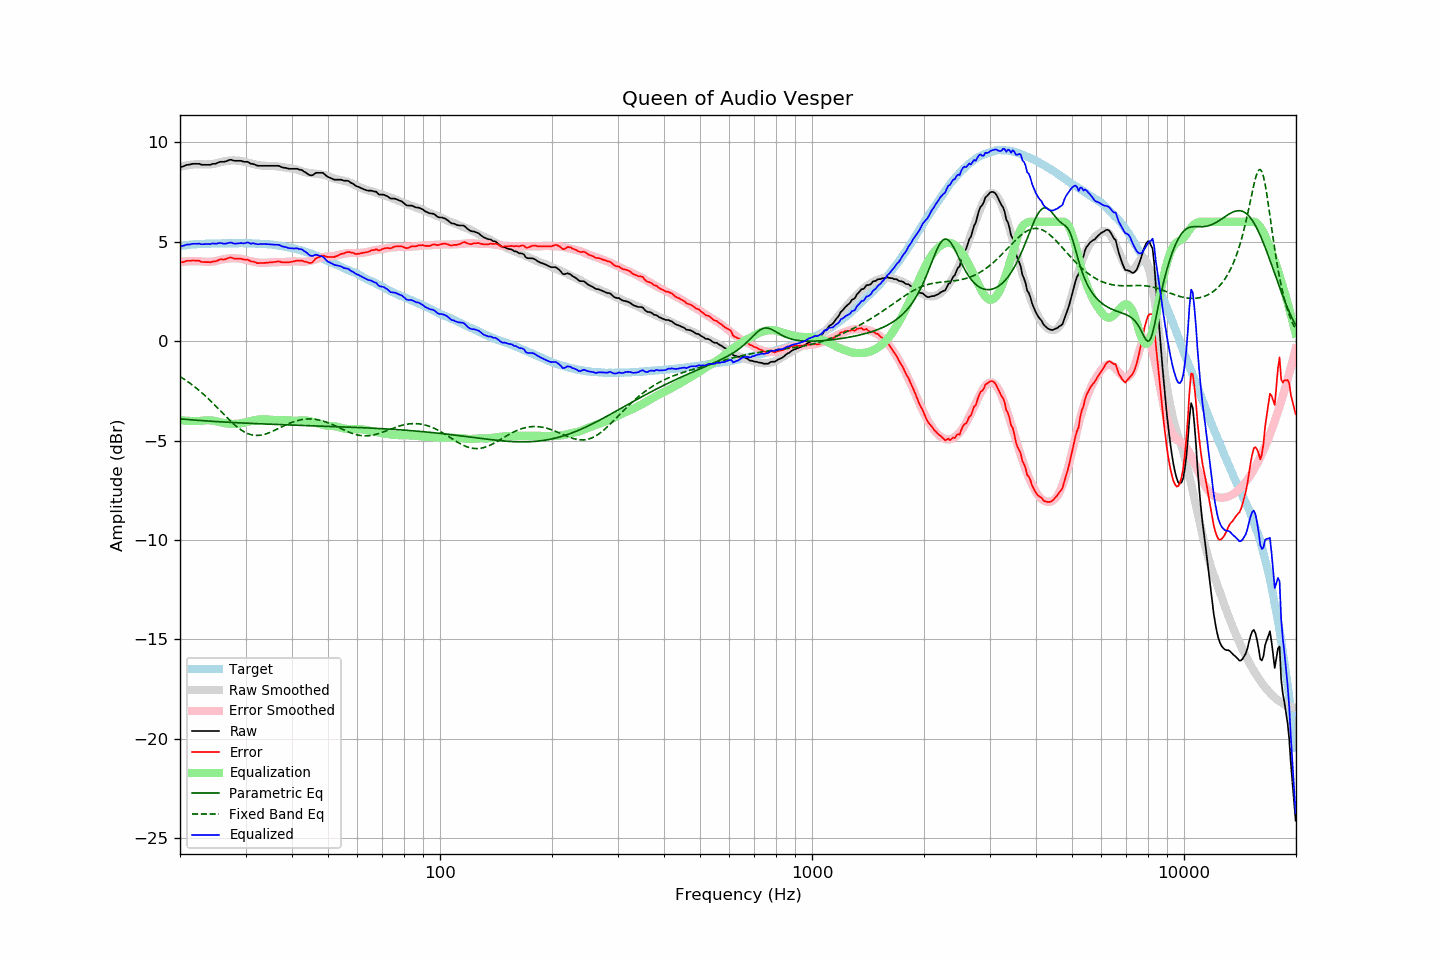 Queen of Audio Vesper
Amplitude (dBr)
10
5
0
−5
−10
−15
−20
−25
Target
Raw Smoothed
Error Smoothed
Raw
Error
Equalization
Parametric Eq
Fixed Band Eq
Equalized
100
1000
10000
Frequency (Hz)